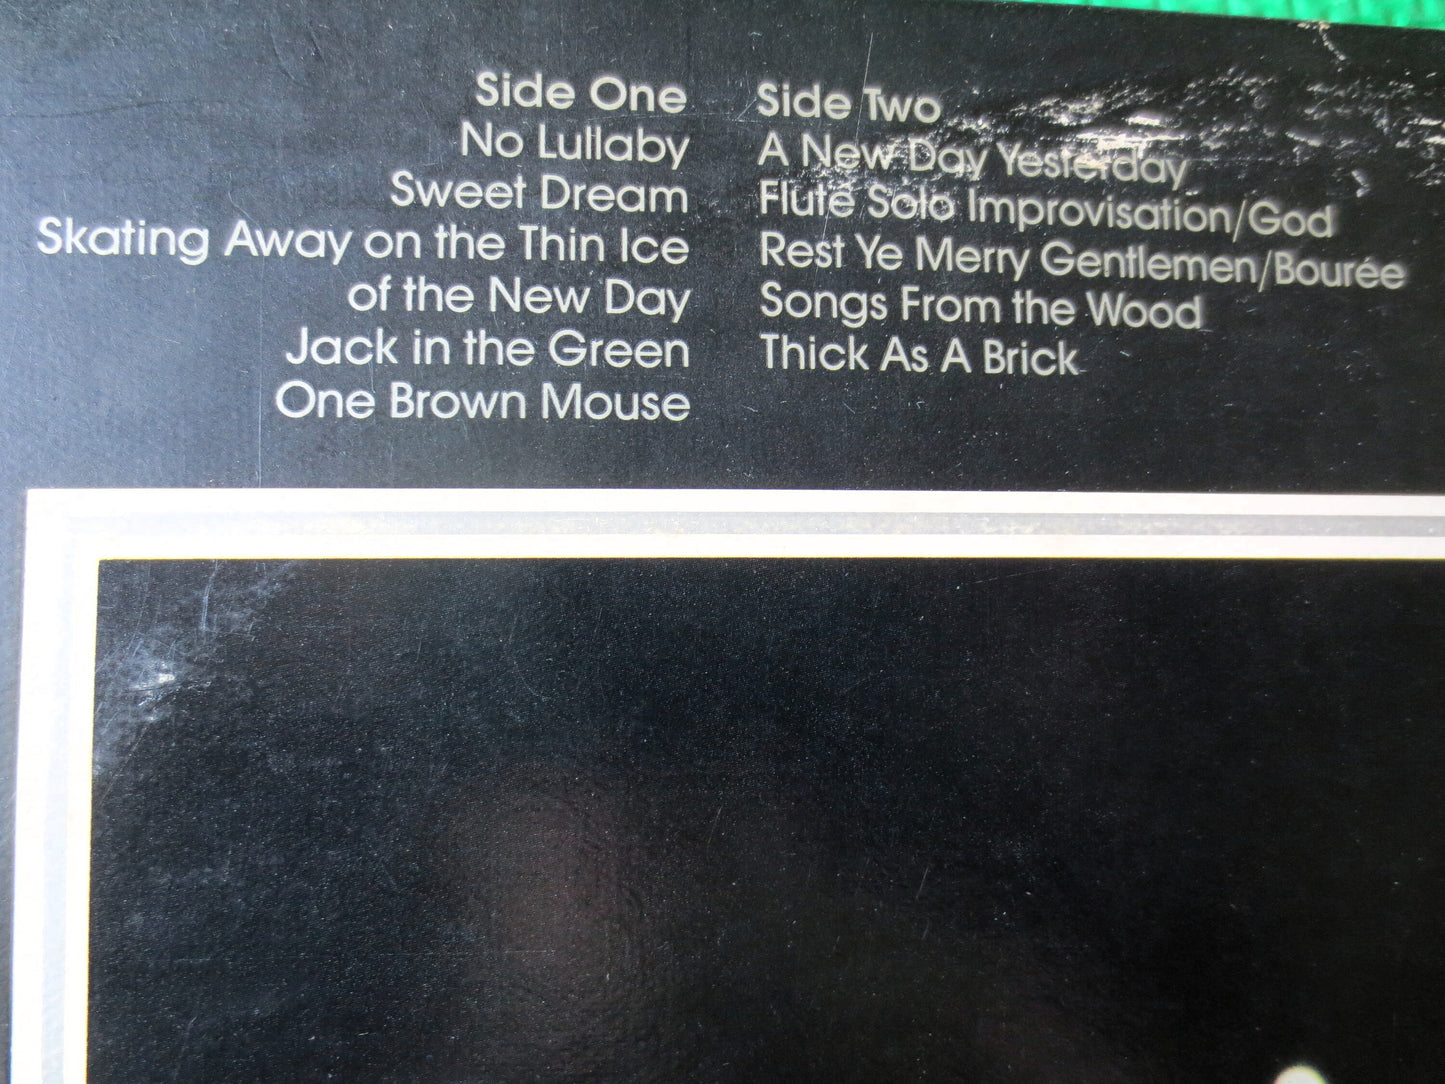 Side One
No Lullaby
Sweet Dream
Skating Away on the Thin Ice
of the New Day
Jack in the Green
One Brown Mouse
Side Two
A New Day Yesterday
Flute Solo Improvisation/God
Rest Ye Merry Gentlemen/Bourée
Songs From the Wood
Thick As A Brick